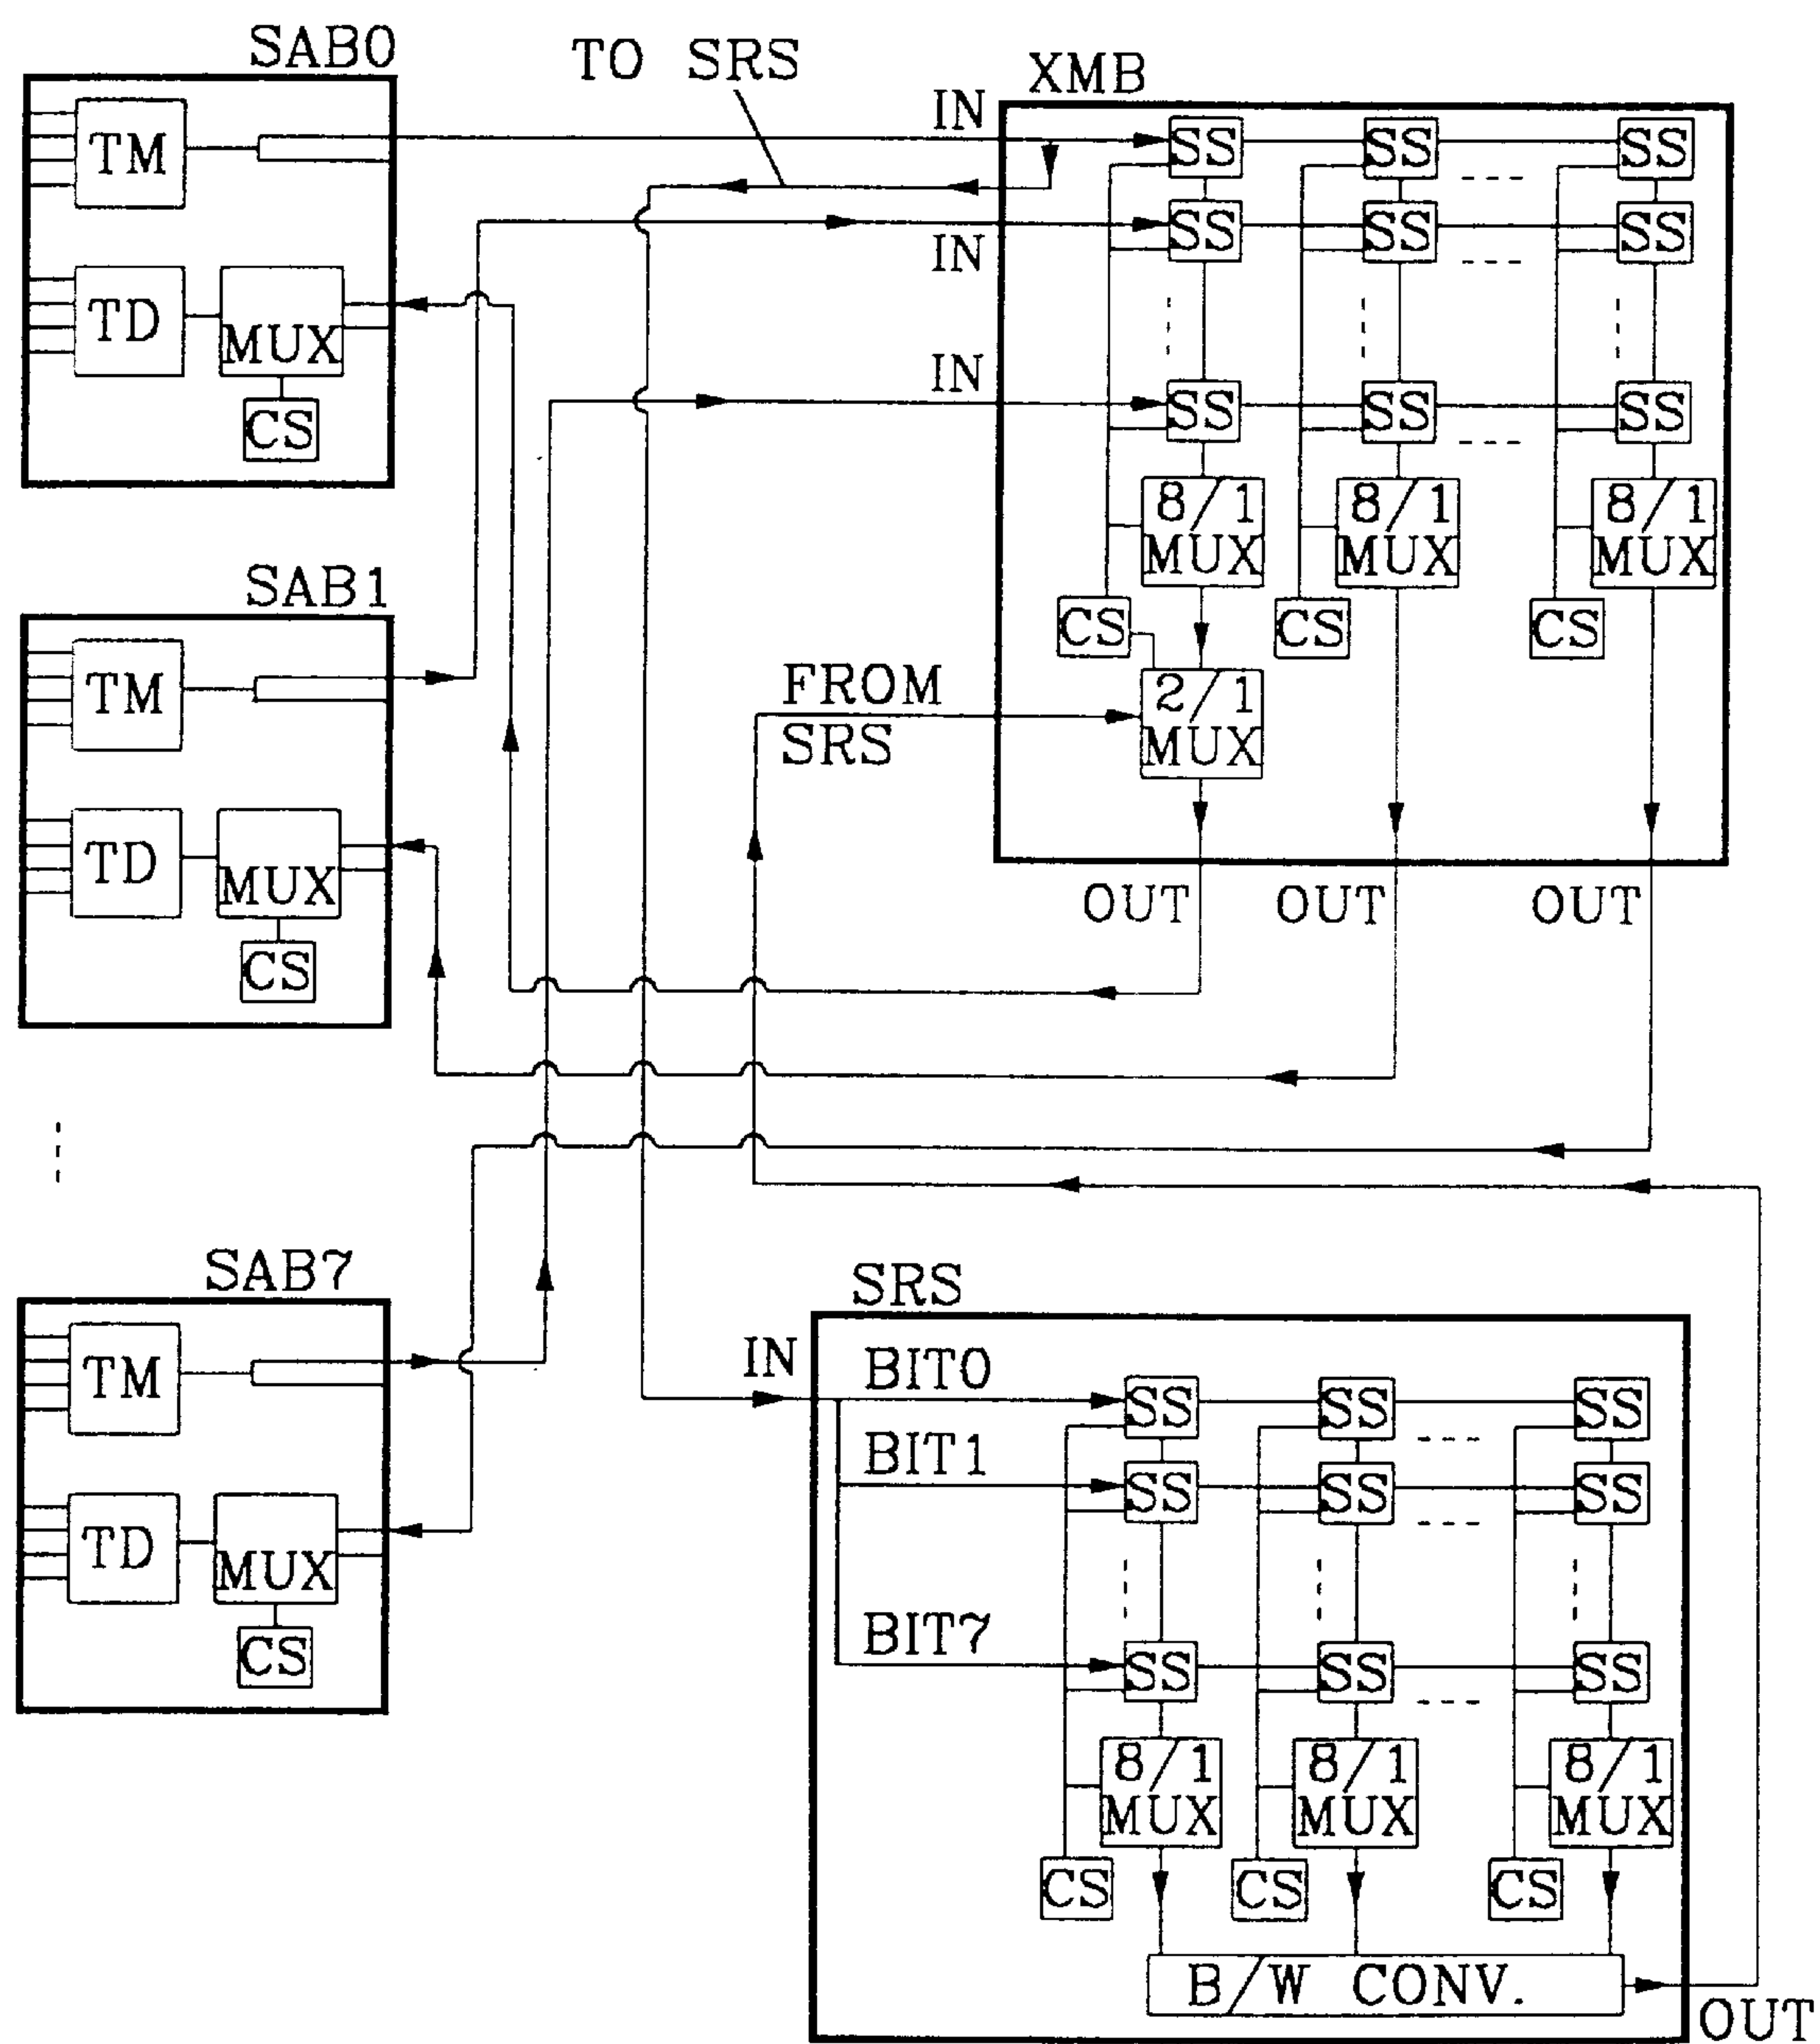 SAB0
TM
TD
MUX
CS
SAB1
TM
TD
MUX
CS
SAB7
TM
TD
MUX
CS
TO SRS
XMB
IN
SS SS SS
IN
SS SS SS
IN
SS SS SS
8/1 MUX
8/1 MUX
8/1 MUX
CS CS CS
FROM SRS
2/1 MUX
OUT OUT OUT
SRS
IN
BIT0
SS SS SS
BIT1
SS SS SS
BIT7
SS SS SS
8/1 MUX
8/1 MUX
8/1 MUX
CS CS CS
B/W CONV.
OUT